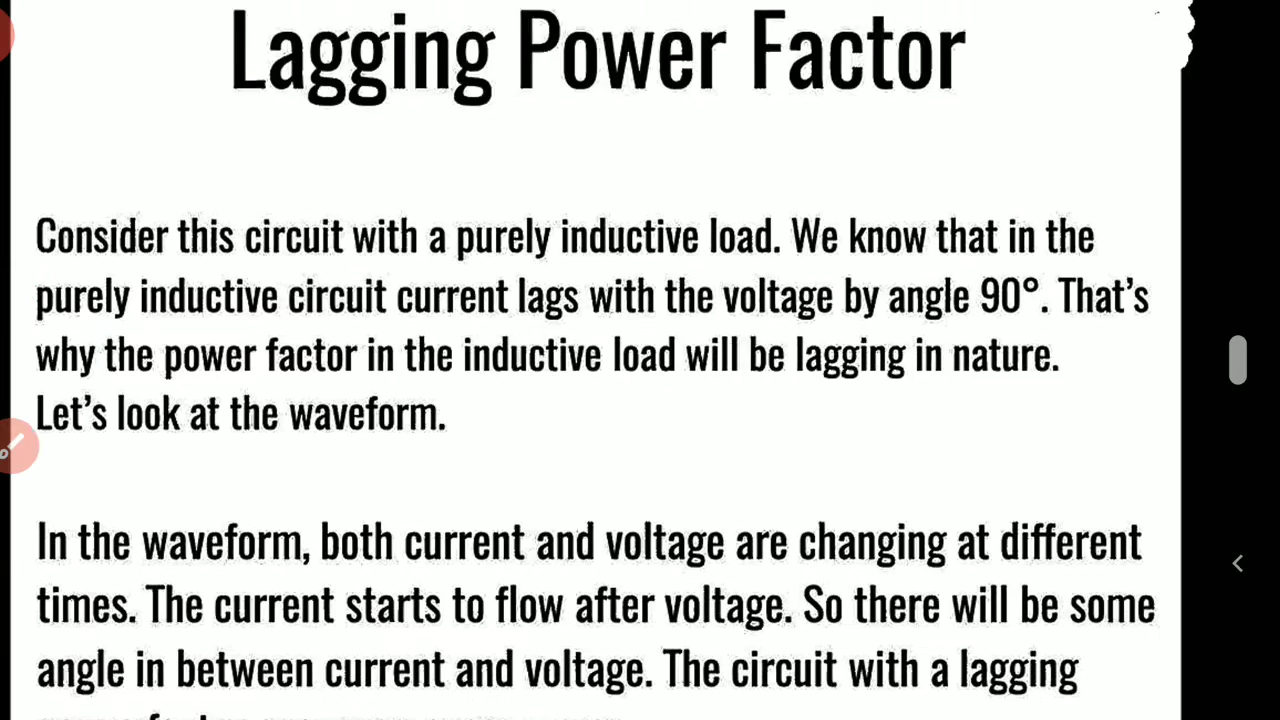 Lagging Power Factor
Consider this circuit with a purely inductive load. We know that in the
purely inductive circuit current lags with the voltage by angle 90°. That’s
why the power factor in the inductive load will be lagging in nature.
Let’s look at the waveform.
In the waveform, both current and voltage are changing at different
times. The current starts to flow after voltage. So there will be some
angle in between current and voltage. The circuit with a lagging